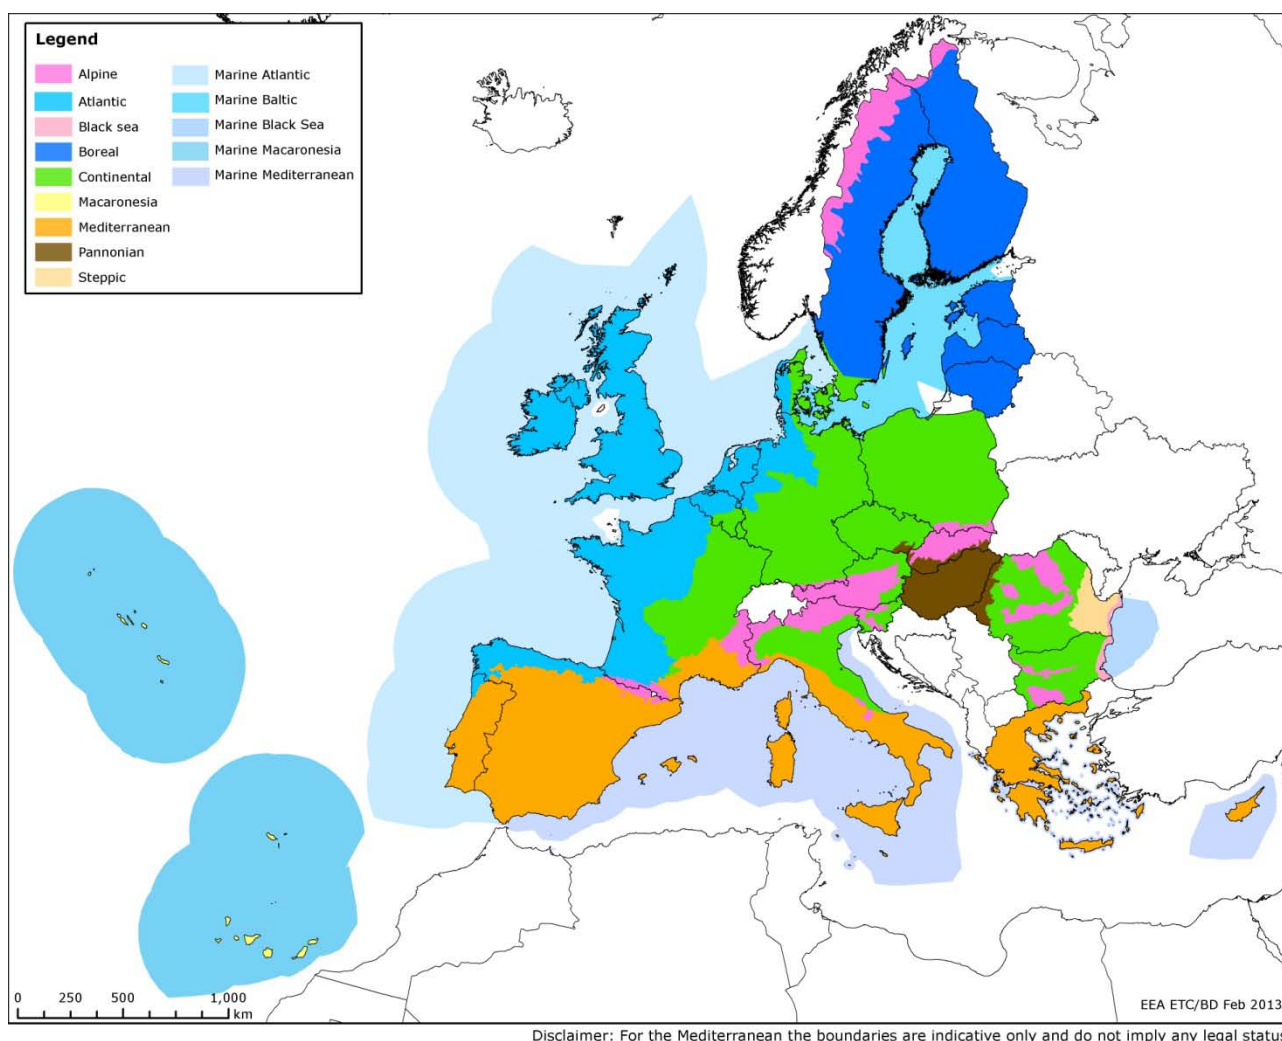 Legend
Alpine
Atlantic
Black sea
Boreal
Continental
Macaronesia
Mediterranean
Pannonian
Steppic
Marine Atlantic
Marine Baltic
Marine Black Sea
Marine Macaronesia
Marine Mediterranean
0 250 500 1,000
km
EEA ETC/BD Feb 2013
Disclaimer: For the Mediterranean the boundaries are indicative only and do not imply any legal status